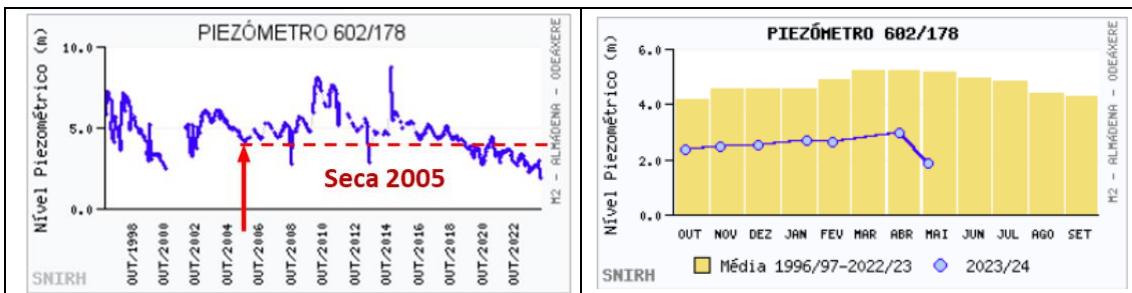 PIEZÓMETRO 602/178
Nível Piezométrico (m)
10.0
5.0
0.0
Seca 2005
OUT/1998
OUT/2000
OUT/2002
OUT/2004
OUT/2006
OUT/2008
OUT/2010
OUT/2012
OUT/2014
OUT/2016
OUT/2018
OUT/2020
OUT/2022
SNIRH
M2 - ALMÁDENA - ODEÁXERE
PIEZÓMETRO 602/178
Nível Piezométrico (m)
6.0
4.0
2.0
0.0
OUT NOV DEZ JAN FEV MAR ABR MAI JUN JUL AGO SET
Média 1996/97-2022/23 2023/24
SNIRH
M2 - ALMÁDENA - ODEÁXERE